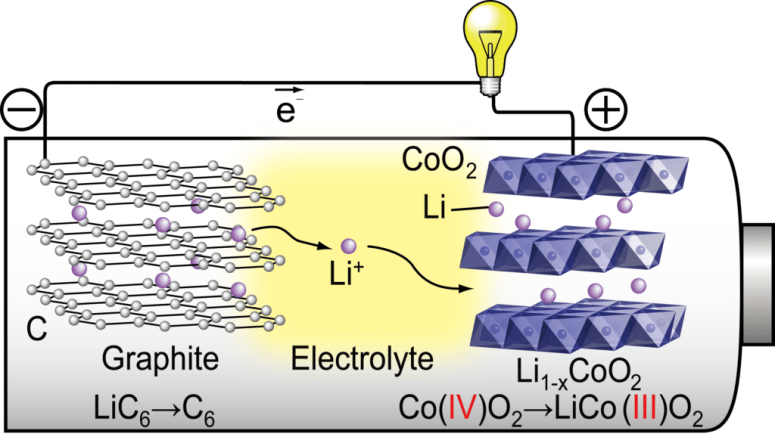 −
e⁻
+
CoO₂
Li
Li⁺
C
Graphite
Electrolyte
Li₁₋ₓCoO₂
LiC₆→C₆
Co(IV)O₂→LiCo(III)O₂